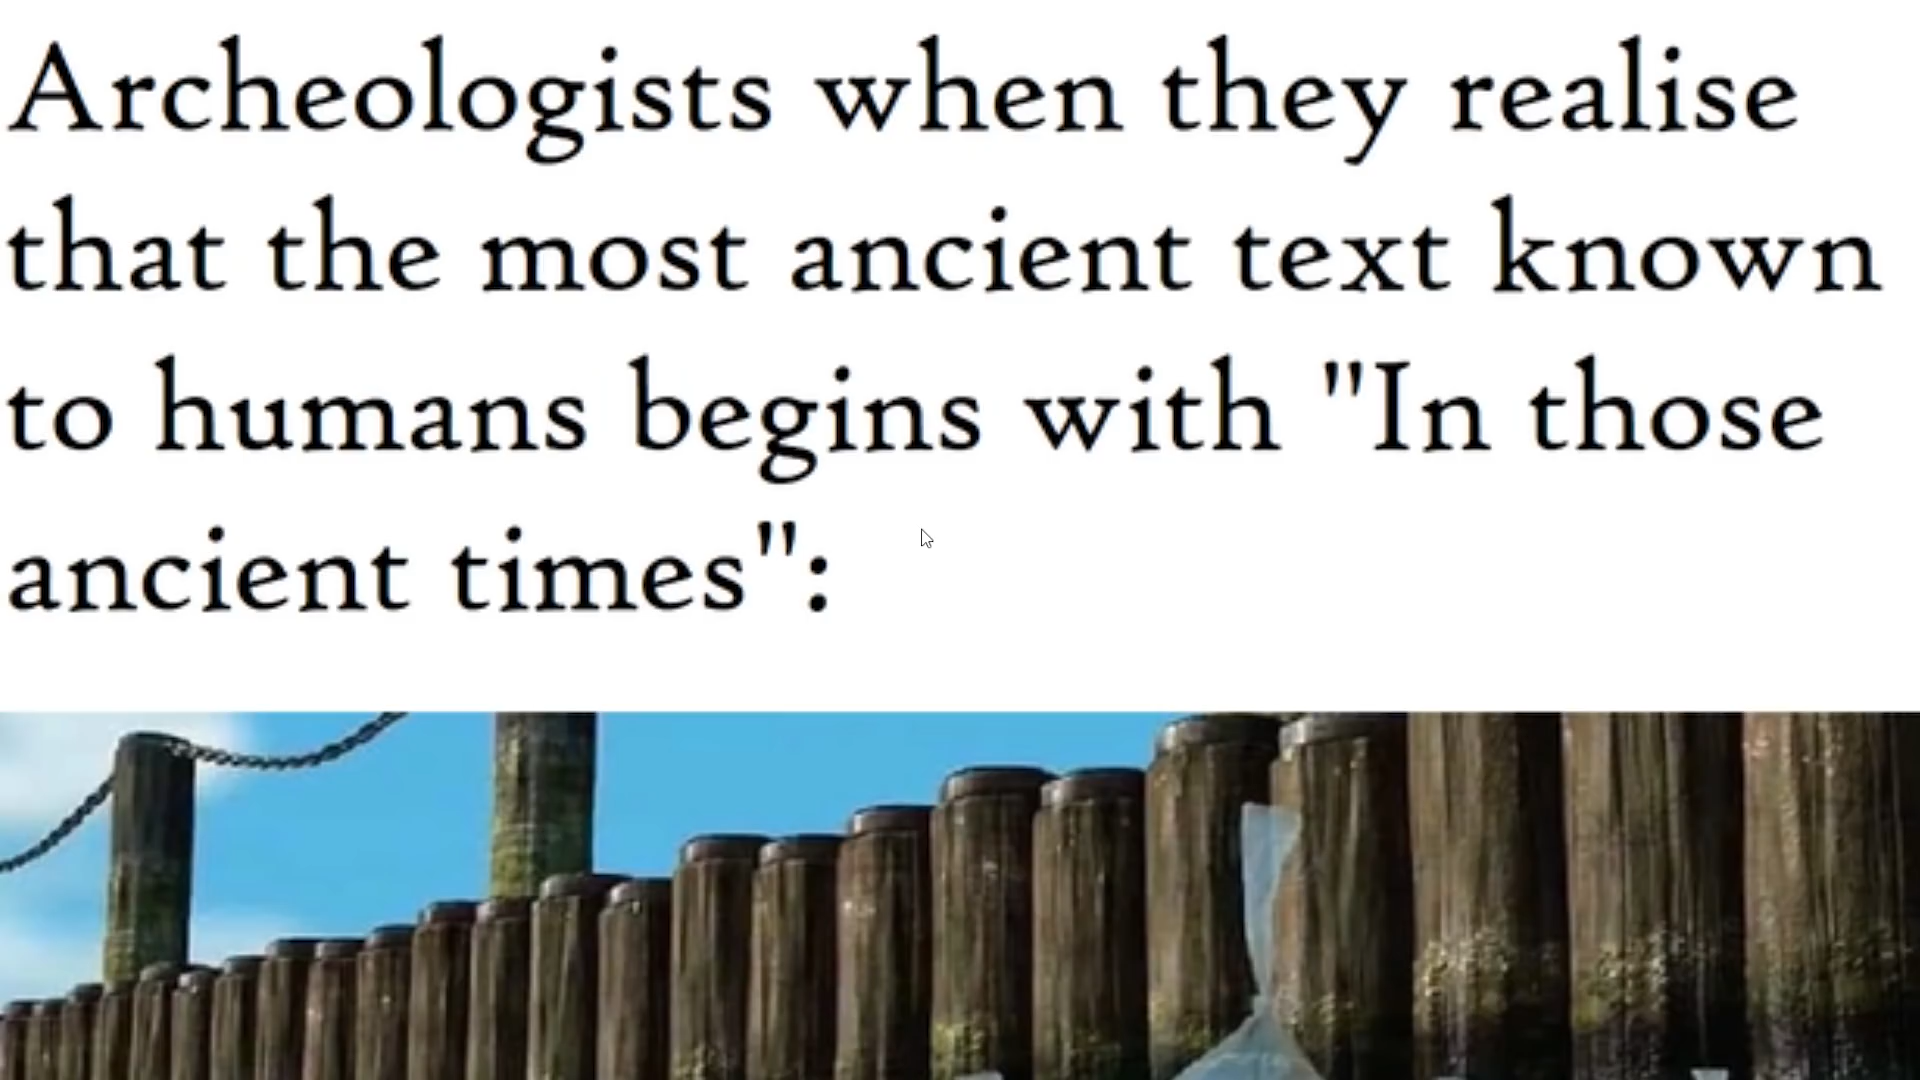 Archeologists when they realise
that the most ancient text known
to humans begins with "In those
ancient times":